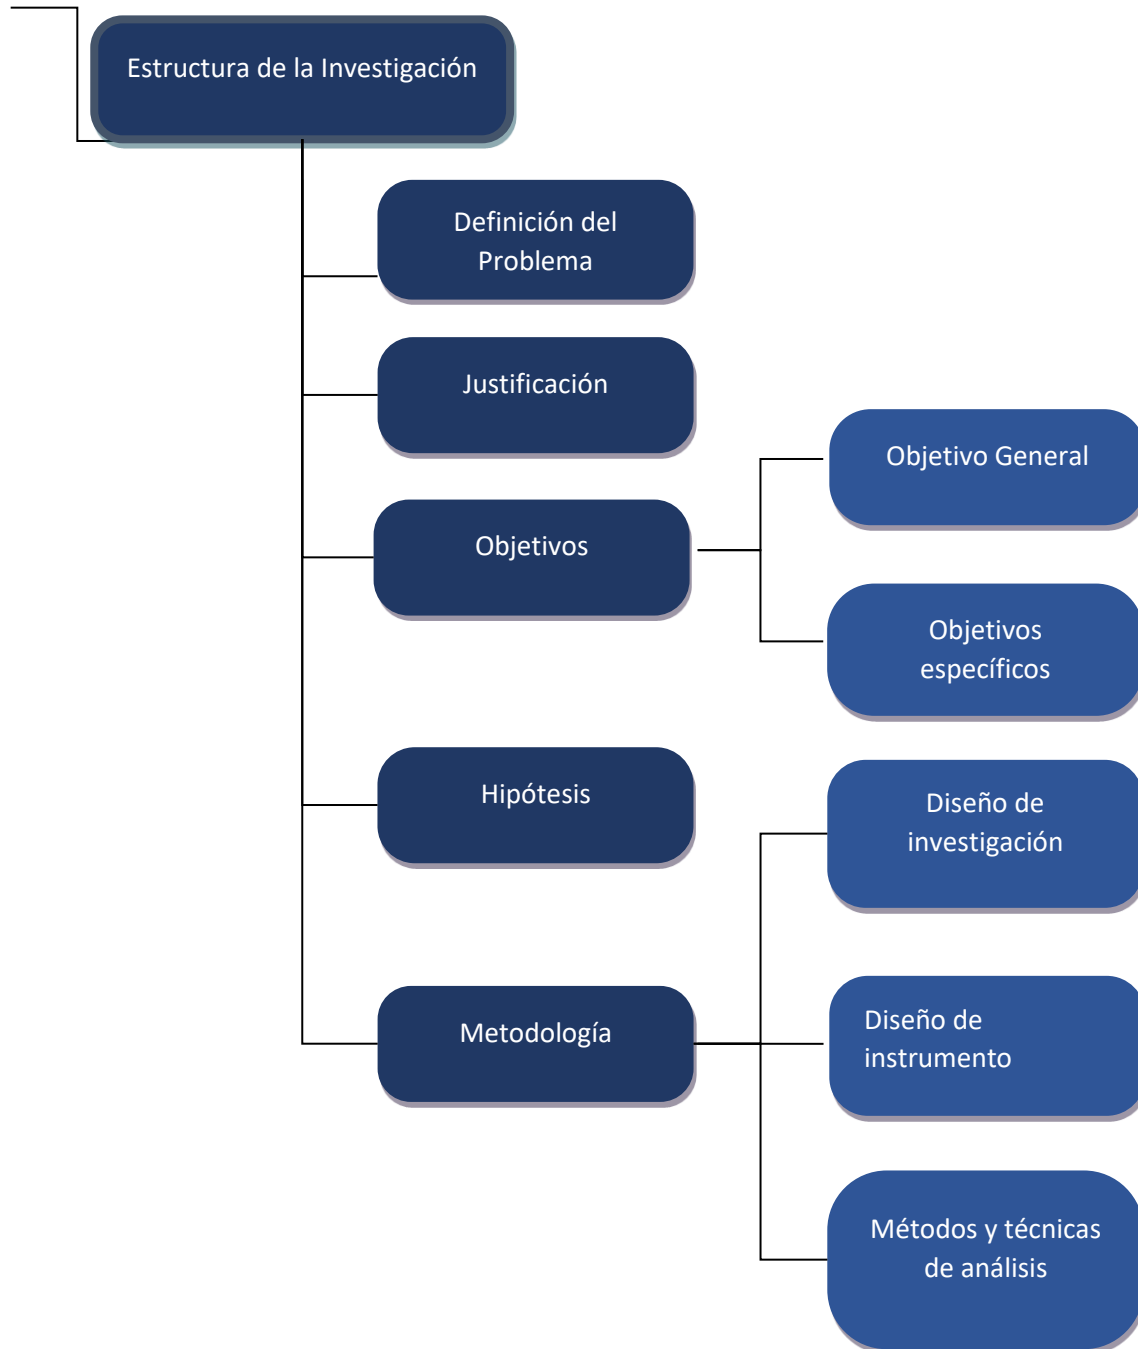 Estructura de la Investigación
Definición del
Problema
Justificación
Objetivos
Objetivo General
Objetivos
específicos
Hipótesis
Metodología
Diseño de
investigación
Diseño de
instrumento
Métodos y técnicas
de análisis